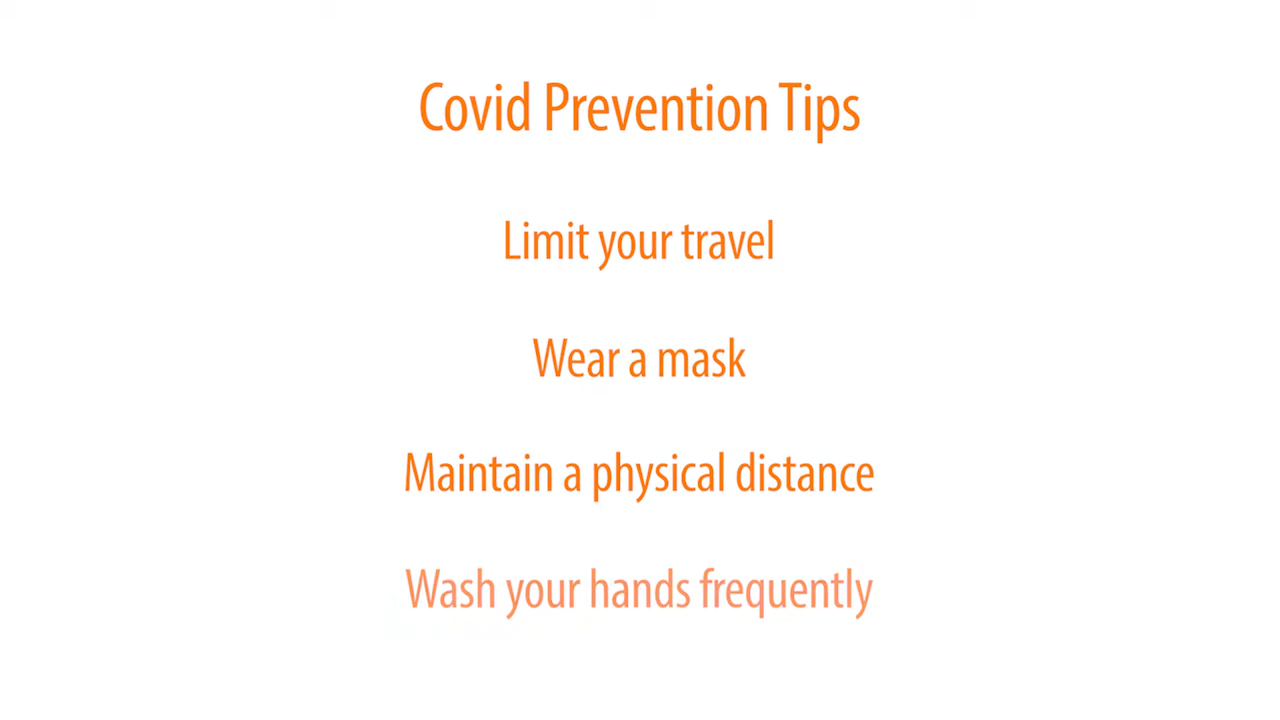 Covid Prevention Tips
Limit your travel
Wear a mask
Maintain a physical distance
Wash your hands frequently